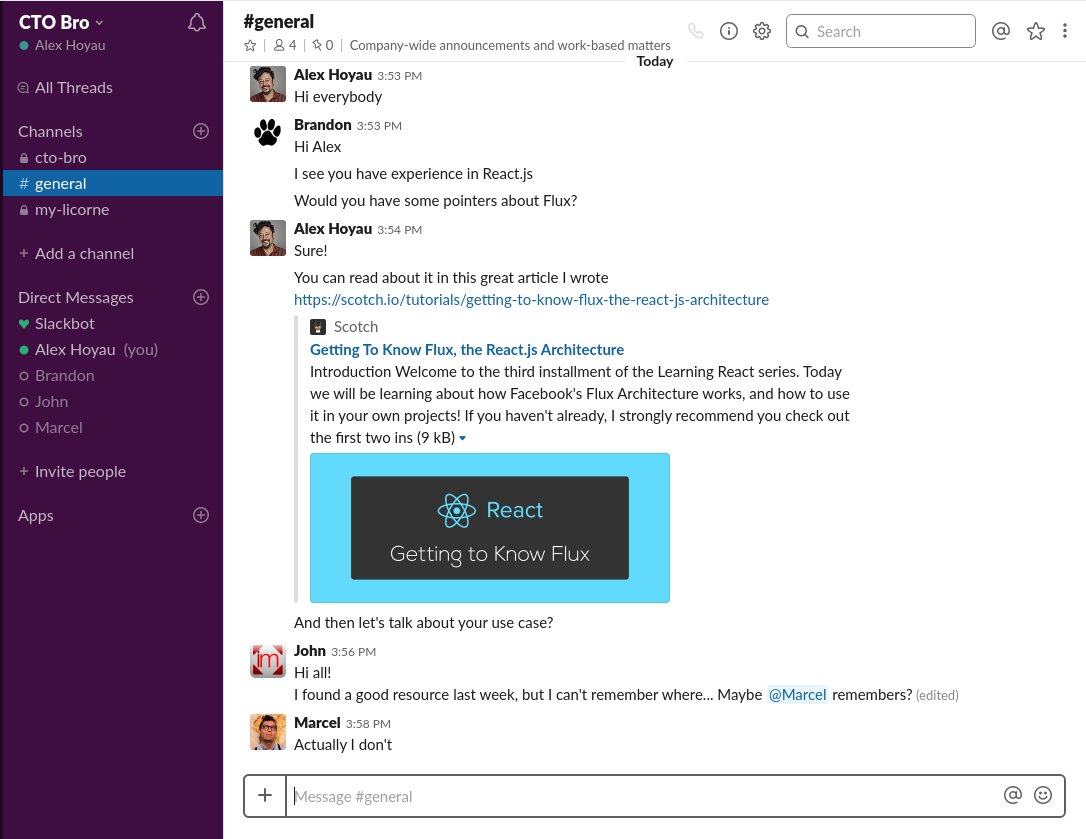 CTO Bro
Alex Hoyau
All Threads
Channels
cto-bro
# general
my-licorne
+ Add a channel
Direct Messages
Slackbot
Alex Hoyau (you)
Brandon
John
Marcel
+ Invite people
Apps
#general
4 | 0 | Company-wide announcements and work-based matters
Search
Today
Alex Hoyau 3:53 PM
Hi everybody
Brandon 3:53 PM
Hi Alex
I see you have experience in React.js
Would you have some pointers about Flux?
Alex Hoyau 3:54 PM
Sure!
You can read about it in this great article I wrote
https://scotch.io/tutorials/getting-to-know-flux-the-react-js-architecture
Scotch
Getting To Know Flux, the React.js Architecture
Introduction Welcome to the third installment of the Learning React series. Today
we will be learning about how Facebook's Flux Architecture works, and how to use
it in your own projects! If you haven't already, I strongly recommend you check out
the first two ins (9 kB)
React
Getting to Know Flux
And then let's talk about your use case?
John 3:56 PM
Hi all!
I found a good resource last week, but I can't remember where... Maybe @Marcel remembers? (edited)
Marcel 3:58 PM
Actually I don't
Message #general